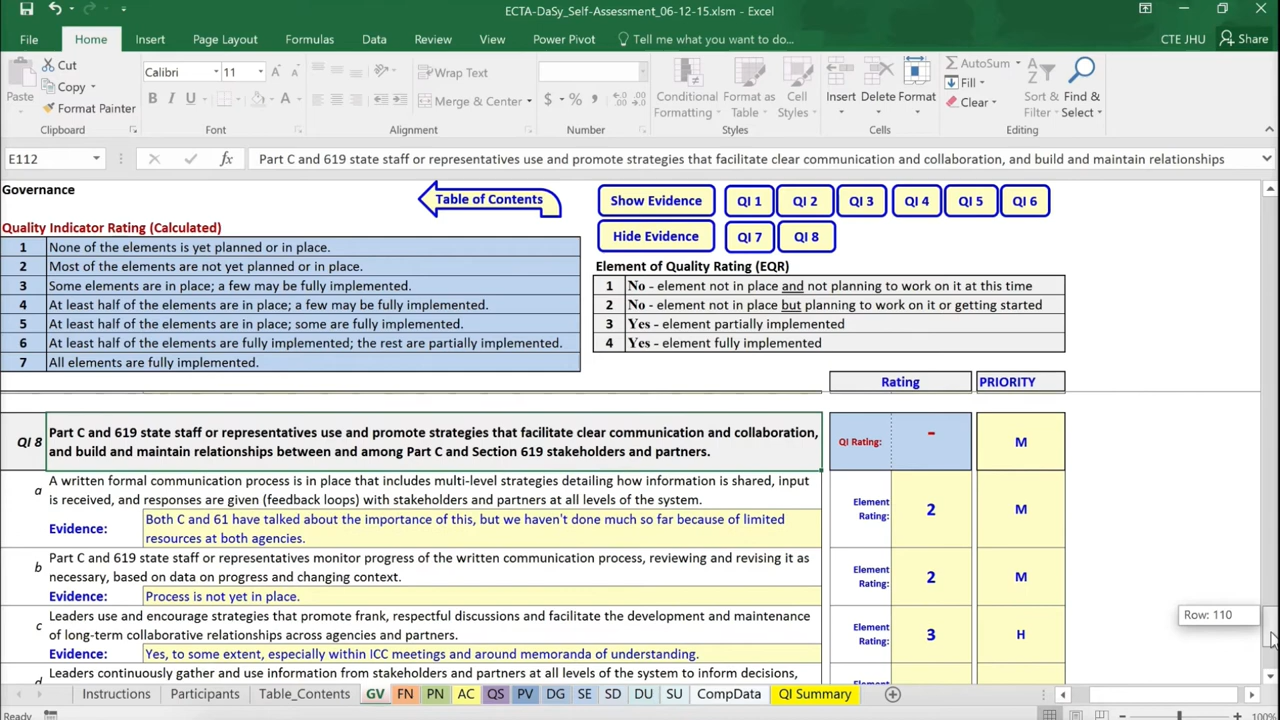 ECTA-DaSy_Self-Assessment_06-12-15.xlsm - Excel
File Home Insert Page Layout Formulas Data Review View Power Pivot Tell me what you want to do... CTE JHU Share
Paste
Cut
Copy
Format Painter
Calibri 11
B I U
Wrap Text
Merge & Center
$ % ,
Conditional Formatting
Format as Table
Cell Styles
Insert Delete Format
AutoSum
Fill
Clear
Sort & Filter
Find & Select
Clipboard Font Alignment Number Styles Cells Editing
E112 fx Part C and 619 state staff or representatives use and promote strategies that facilitate clear communication and collaboration, and build and maintain relationships
Governance
Table of Contents
Show Evidence QI 1 QI 2 QI 3 QI 4 QI 5 QI 6
Hide Evidence QI 7 QI 8
Quality Indicator Rating (Calculated)
1 None of the elements is yet planned or in place.
2 Most of the elements are not yet planned or in place.
3 Some elements are in place; a few may be fully implemented.
4 At least half of the elements are in place; a few may be fully implemented.
5 At least half of the elements are in place; some are fully implemented.
6 At least half of the elements are fully implemented; the rest are partially implemented.
7 All elements are fully implemented.
Element of Quality Rating (EQR)
1 No - element not in place and not planning to work on it at this time
2 No - element not in place but planning to work on it or getting started
3 Yes - element partially implemented
4 Yes - element fully implemented
Rating PRIORITY
QI 8 Part C and 619 state staff or representatives use and promote strategies that facilitate clear communication and collaboration,
and build and maintain relationships between and among Part C and Section 619 stakeholders and partners.
QI Rating: - M
a A written formal communication process is in place that includes multi-level strategies detailing how information is shared, input
is received, and responses are given (feedback loops) with stakeholders and partners at all levels of the system.
Evidence: Both C and 61 have talked about the importance of this, but we haven't done much so far because of limited
resources at both agencies.
Element Rating: 2 M
b Part C and 619 state staff or representatives monitor progress of the written communication process, reviewing and revising it as
necessary, based on data on progress and changing context.
Evidence: Process is not yet in place.
Element Rating: 2 M
c Leaders use and encourage strategies that promote frank, respectful discussions and facilitate the development and maintenance
of long-term collaborative relationships across agencies and partners.
Evidence: Yes, to some extent, especially within ICC meetings and around memoranda of understanding.
Element Rating: 3 H
Row: 110
d Leaders continuously gather and use information from stakeholders and partners at all levels of the system to inform decisions,
Element
Instructions Participants Table_Contents GV FN PN AC QS PV DG SE SD DU SU CompData QI Summary
Ready 100%